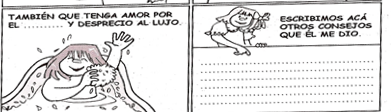 TAMBIÉN QUE TENGA AMOR POR
EL .......... Y DESPRECIO AL LUJO.
ESCRIBIMOS ACÁ
OTROS CONSEJOS
QUE ÉL ME DIO.